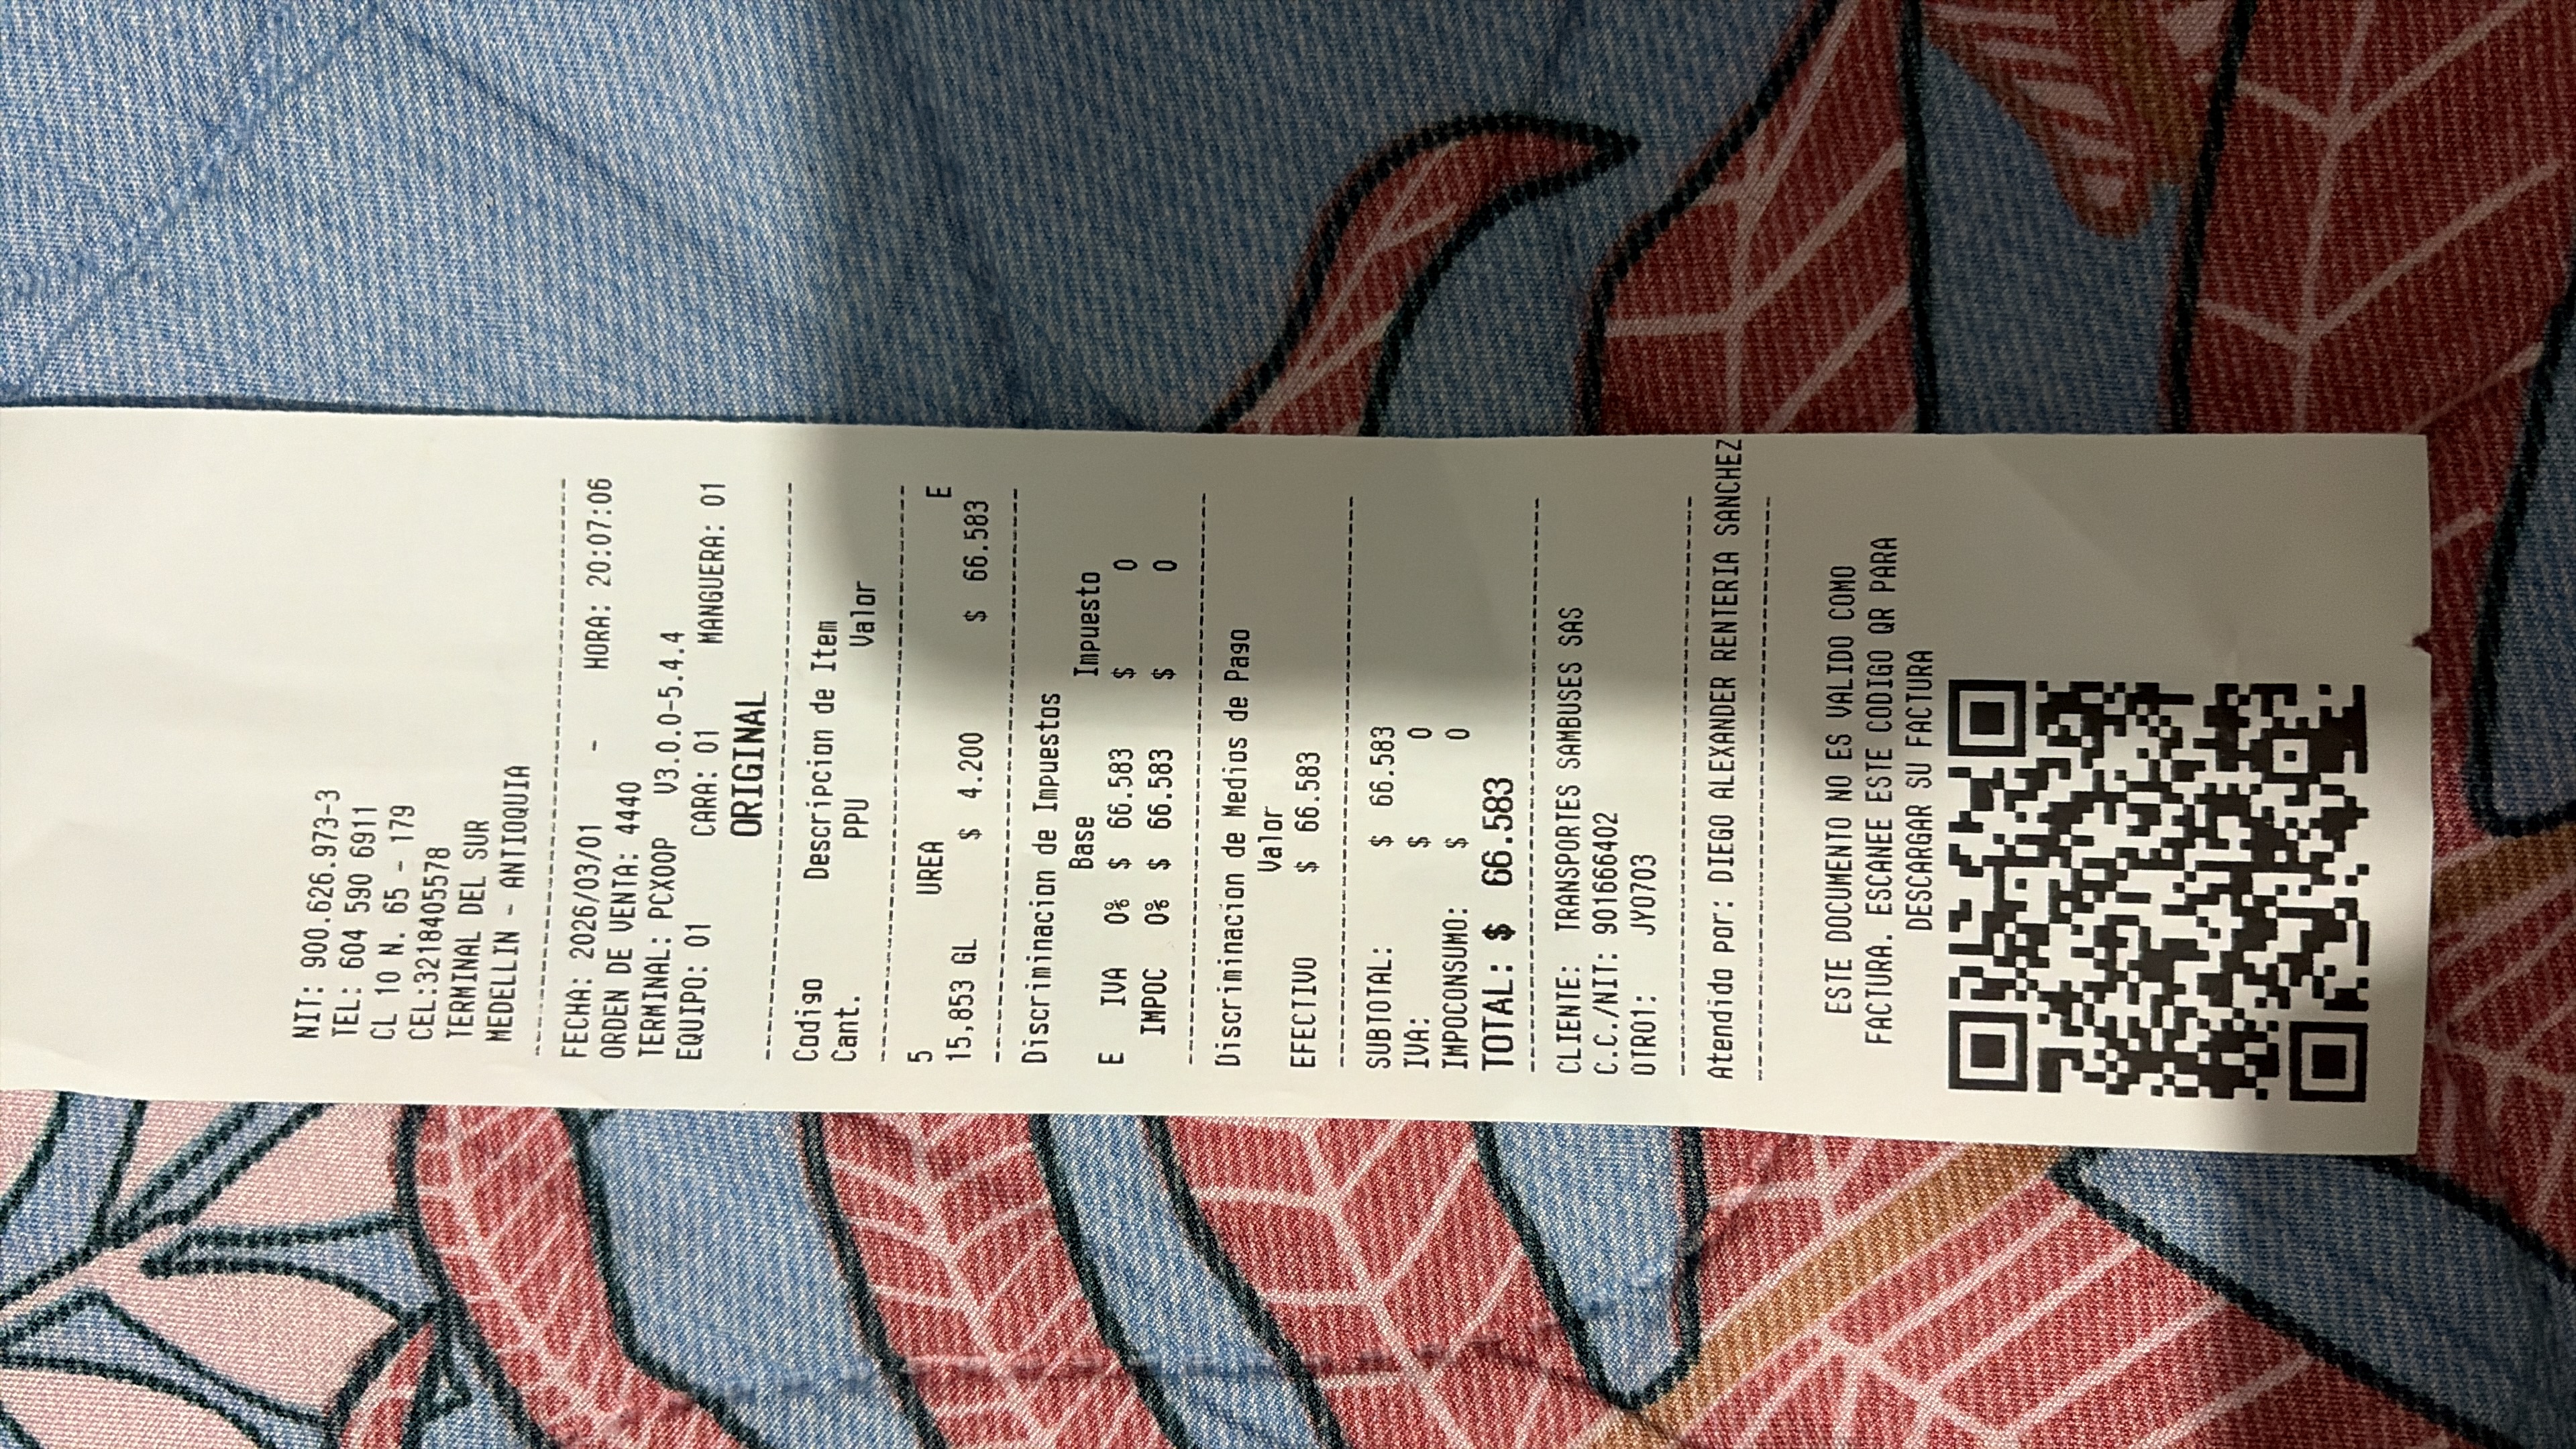 NIT: 900.626.973-3
TEL: 604 590 6911
CL 10 N. 65 - 179
CEL:3218405578
TERMINAL DEL SUR
MEDELLIN - ANTIOQUIA
FECHA: 2026/03/01 - HORA: 20:07:06
ORDEN DE VENTA: 4440
TERMINAL: PCX00P V3.0.0-5.4.4
EQUIPO: 01 CARA: 01 MANGUERA: 01
ORIGINAL
Codigo Descripcion de Item
Cant. PPU Valor
5 UREA E
15,853 GL $ 4.200 $ 66.583
Discriminacion de Impuestos
Base Impuesto
E IVA 0% $ 66.583 $ 0
IMPOC 0% $ 66.583 $ 0
Discriminacion de Medios de Pago
Valor
EFECTIVO $ 66.583
SUBTOTAL: $ 66.583
IVA: $ 0
IMPOCONSUMO: $ 0
TOTAL: $ 66.583
CLIENTE: TRANSPORTES SAMBUSES SAS
C.C./NIT: 901666402
OTRO1: JYO703
Atendido por: DIEGO ALEXANDER RENTERIA SANCHEZ
ESTE DOCUMENTO NO ES VALIDO COMO
FACTURA. ESCANEE ESTE CODIGO QR PARA
DESCARGAR SU FACTURA